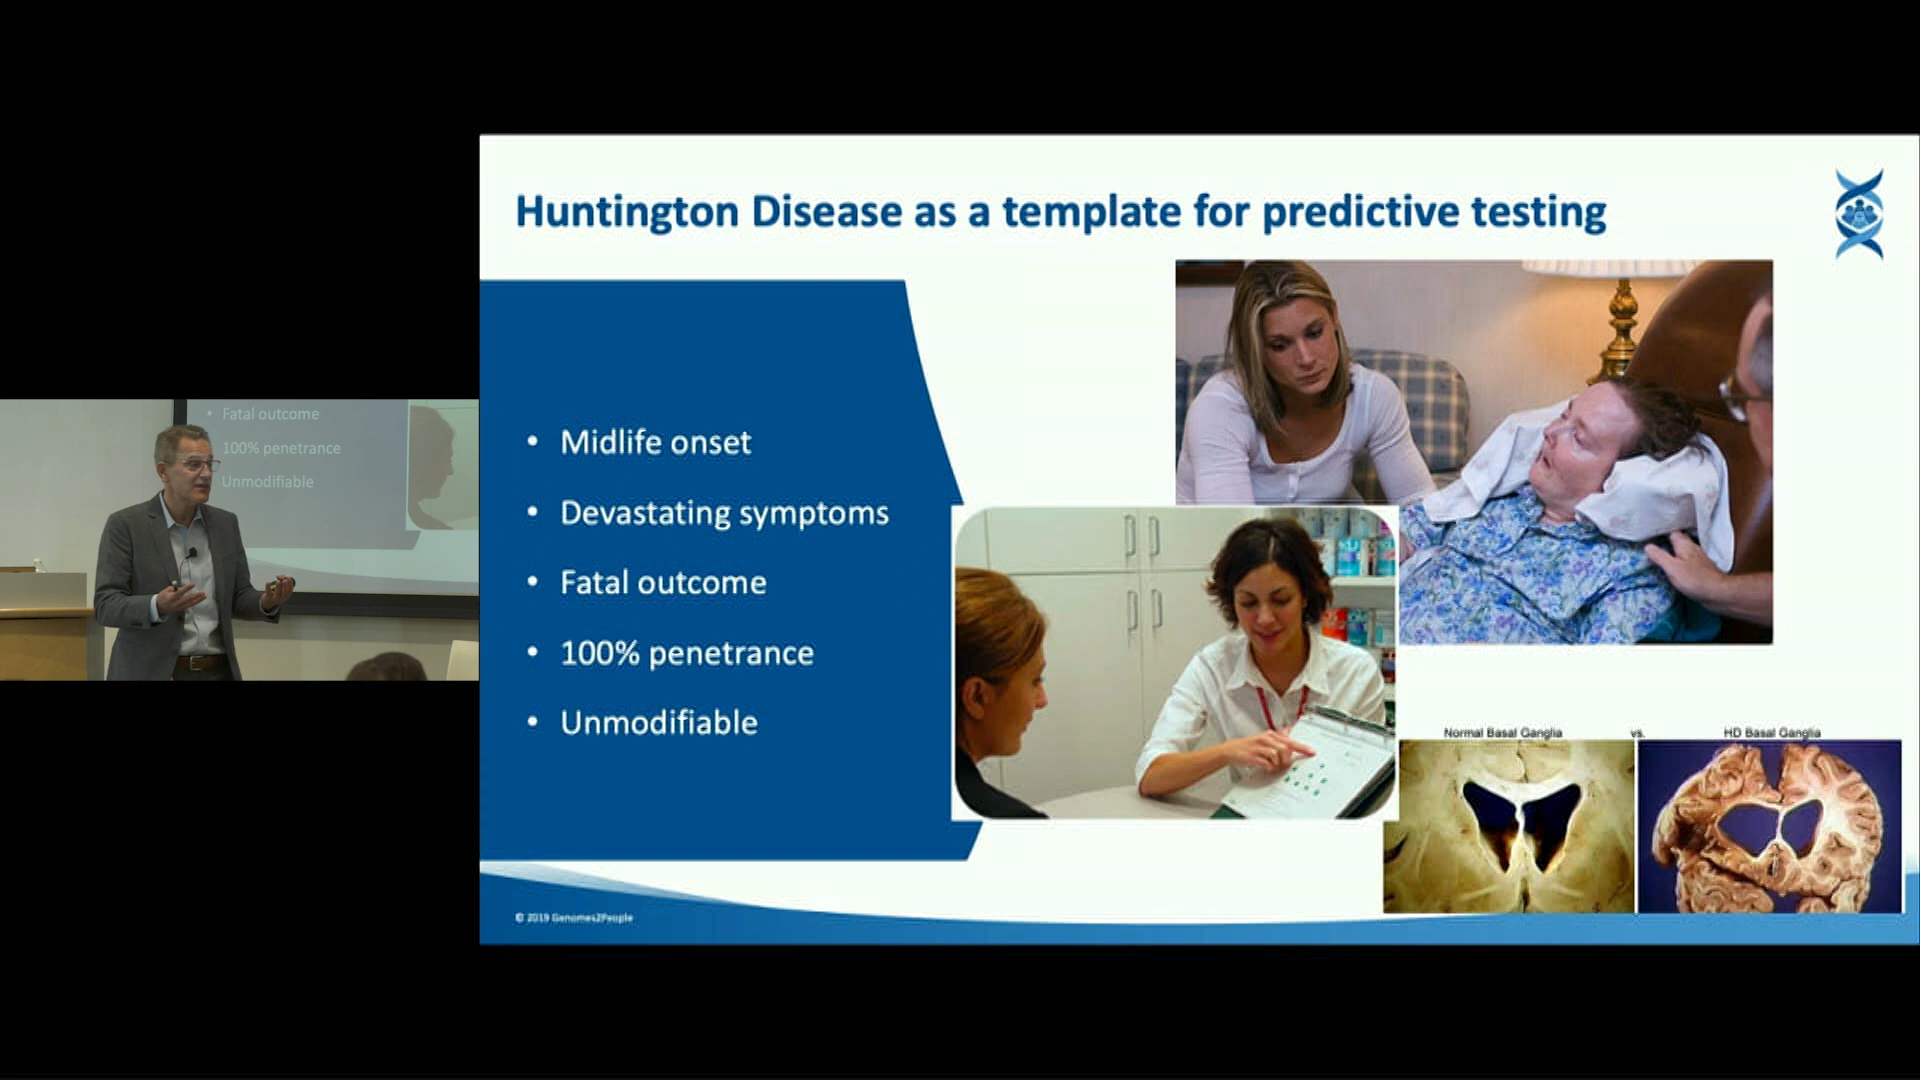 Huntington Disease as a template for predictive testing
• Midlife onset
• Devastating symptoms
• Fatal outcome
• 100% penetrance
• Unmodifiable
Normal Basal Ganglia vs. HD Basal Ganglia
© 2019 Genomes2People
• Fatal outcome
100% penetrance
Unmodifiable